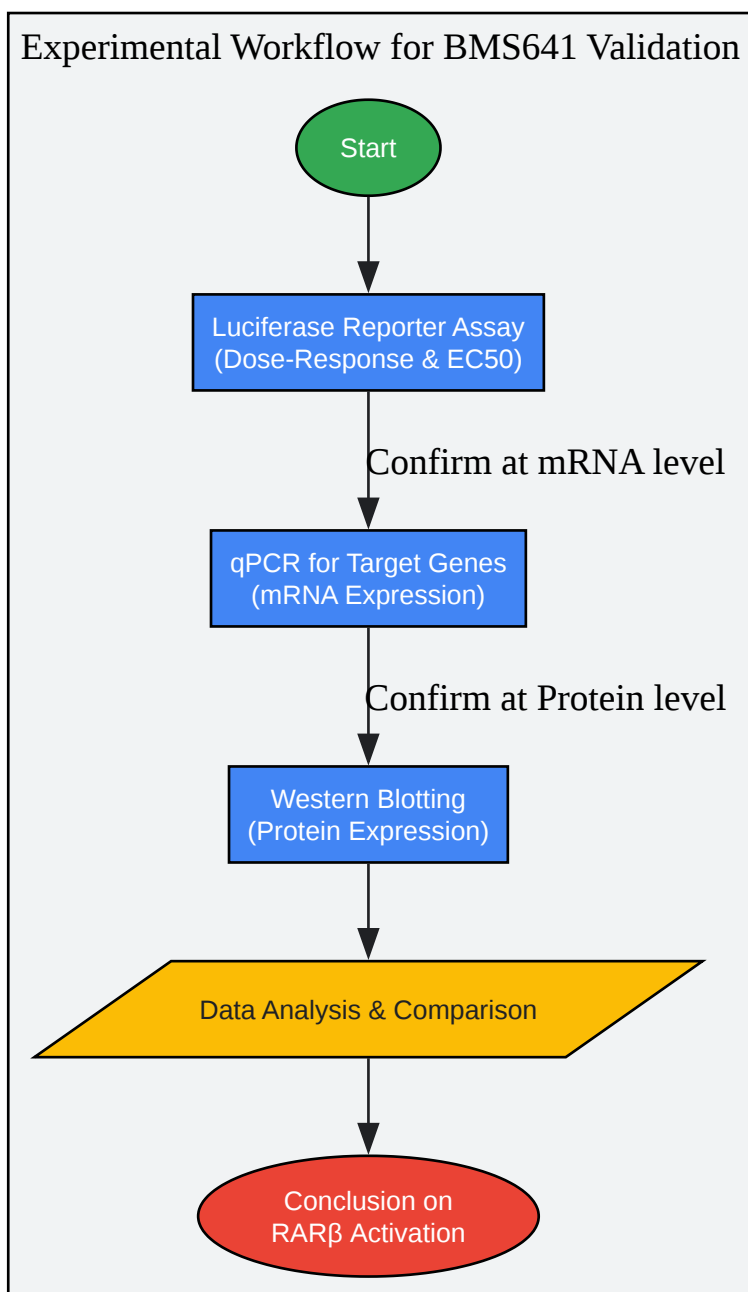 Experimental Workflow for BMS641 Validation
Start
Luciferase Reporter Assay
(Dose-Response & EC50)
Confirm at mRNA level
qPCR for Target Genes
(mRNA Expression)
Confirm at Protein level
Western Blotting
(Protein Expression)
Data Analysis & Comparison
Conclusion on
RARβ Activation